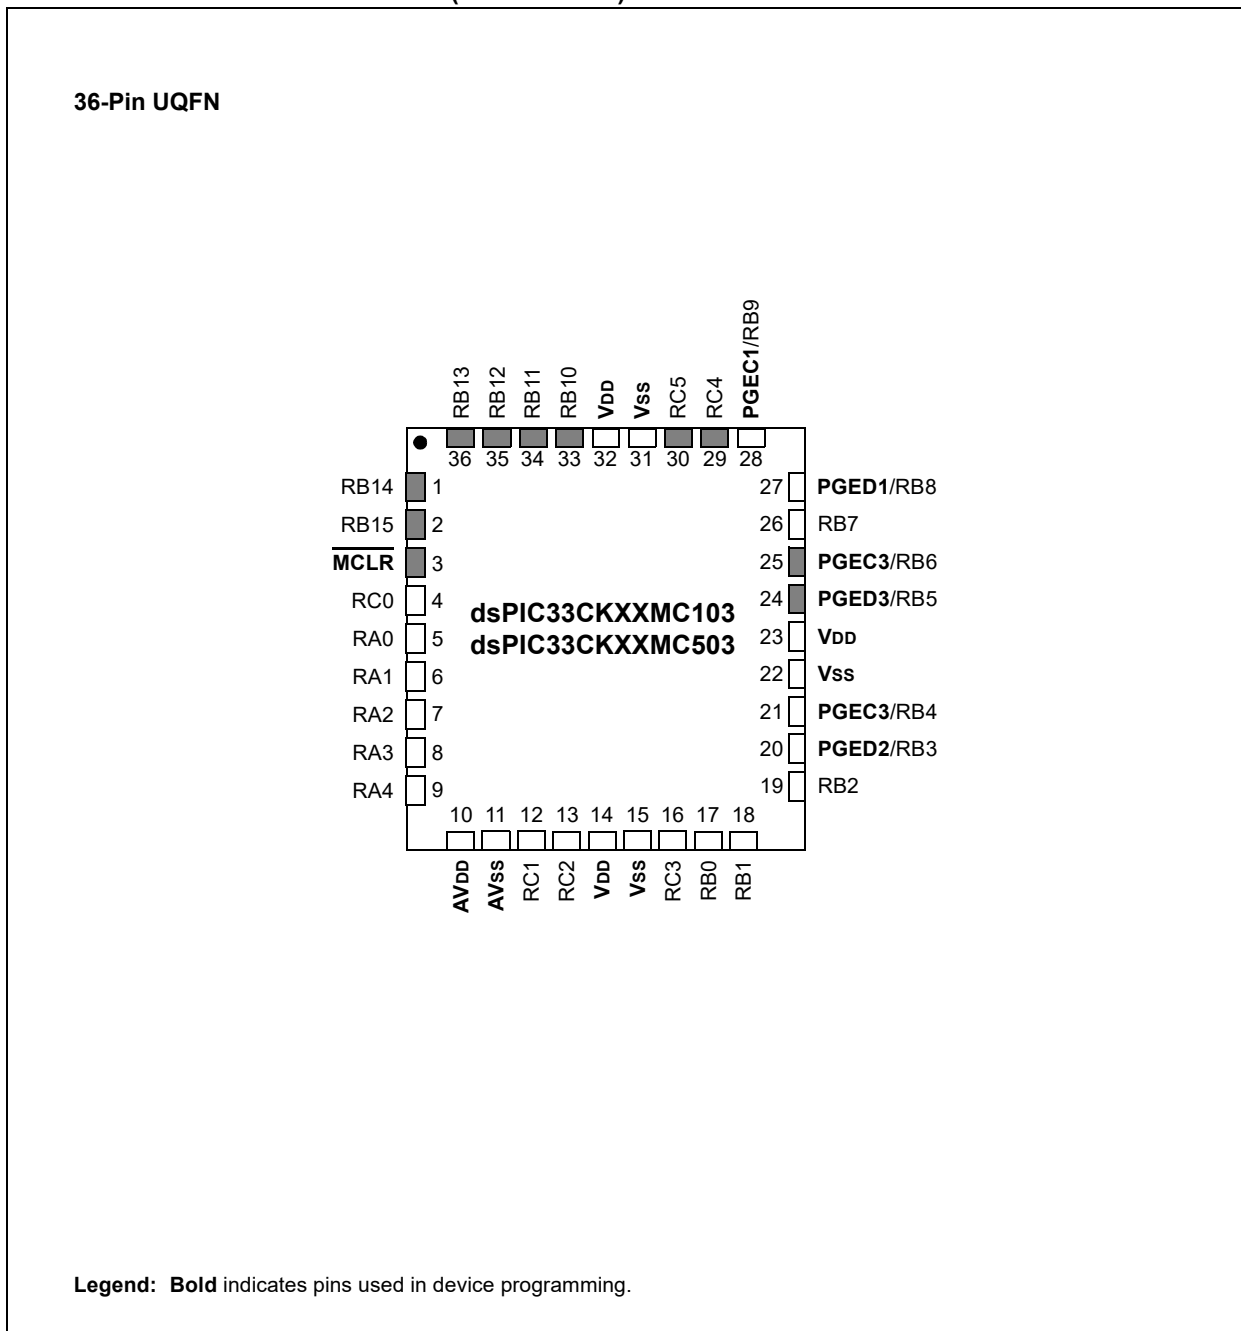 36-Pin UQFN
RB13
RB12
RB11
RB10
VDD
VSS
RC5
RC4
PGEC1/RB9
36 35 34 33 32 31 30 29 28
RB14 1
RB15 2
MCLR 3
RC0 4
RA0 5
RA1 6
RA2 7
RA3 8
RA4 9
dsPIC33CKXXMC103
dsPIC33CKXXMC503
27 PGED1/RB8
26 RB7
25 PGEC3/RB6
24 PGED3/RB5
23 VDD
22 VSS
21 PGEC3/RB4
20 PGED2/RB3
19 RB2
10 11 12 13 14 15 16 17 18
AVDD
AVSS
RC1
RC2
VDD
VSS
RC3
RB0
RB1
Legend: Bold indicates pins used in device programming.